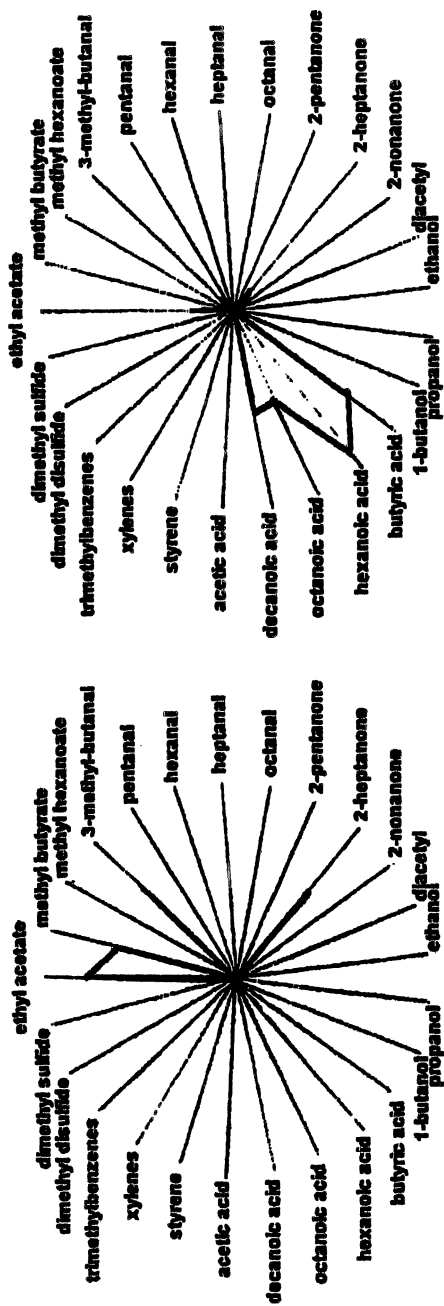 ethyl acetate
methyl butyrate
methyl hexanoate
3-methyl-butanal
pentanal
hexanal
heptanal
octanal
2-pentanone
2-heptanone
2-nonanone
diacetyl
ethanol
propanol
1-butanol
butyric acid
hexanoic acid
octanoic acid
decanoic acid
acetic acid
styrene
xylenes
trimethylbenzenes
dimethyl disulfide
dimethyl sulfide
ethyl acetate
methyl butyrate
methyl hexanoate
3-methyl-butanal
pentanal
hexanal
heptanal
octanal
2-pentanone
2-heptanone
2-nonanone
diacetyl
ethanol
propanol
1-butanol
butyric acid
hexanoic acid
octanoic acid
decanoic acid
acetic acid
styrene
xylenes
trimethylbenzenes
dimethyl disulfide
dimethyl sulfide